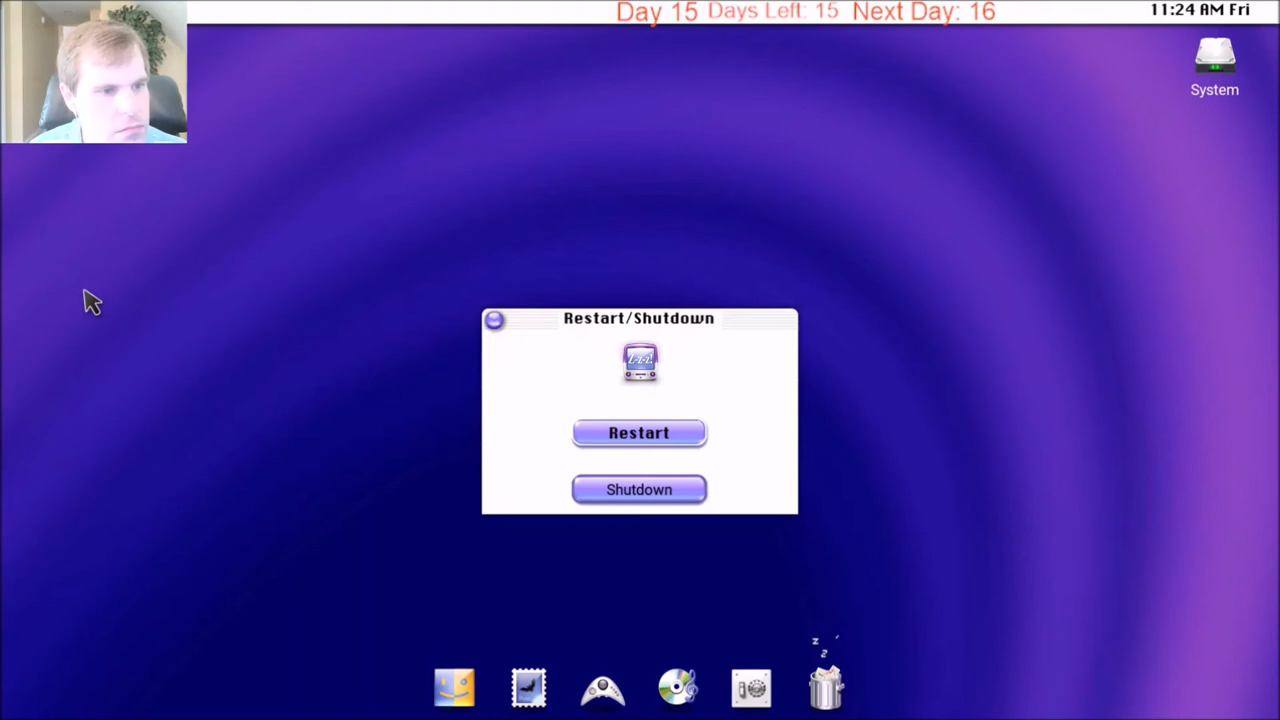 Day 15 Days Left: 15 Next Day: 16
11:24 AM Fri
System
Restart/Shutdown
Z-z-z!
Restart
Shutdown
z
z